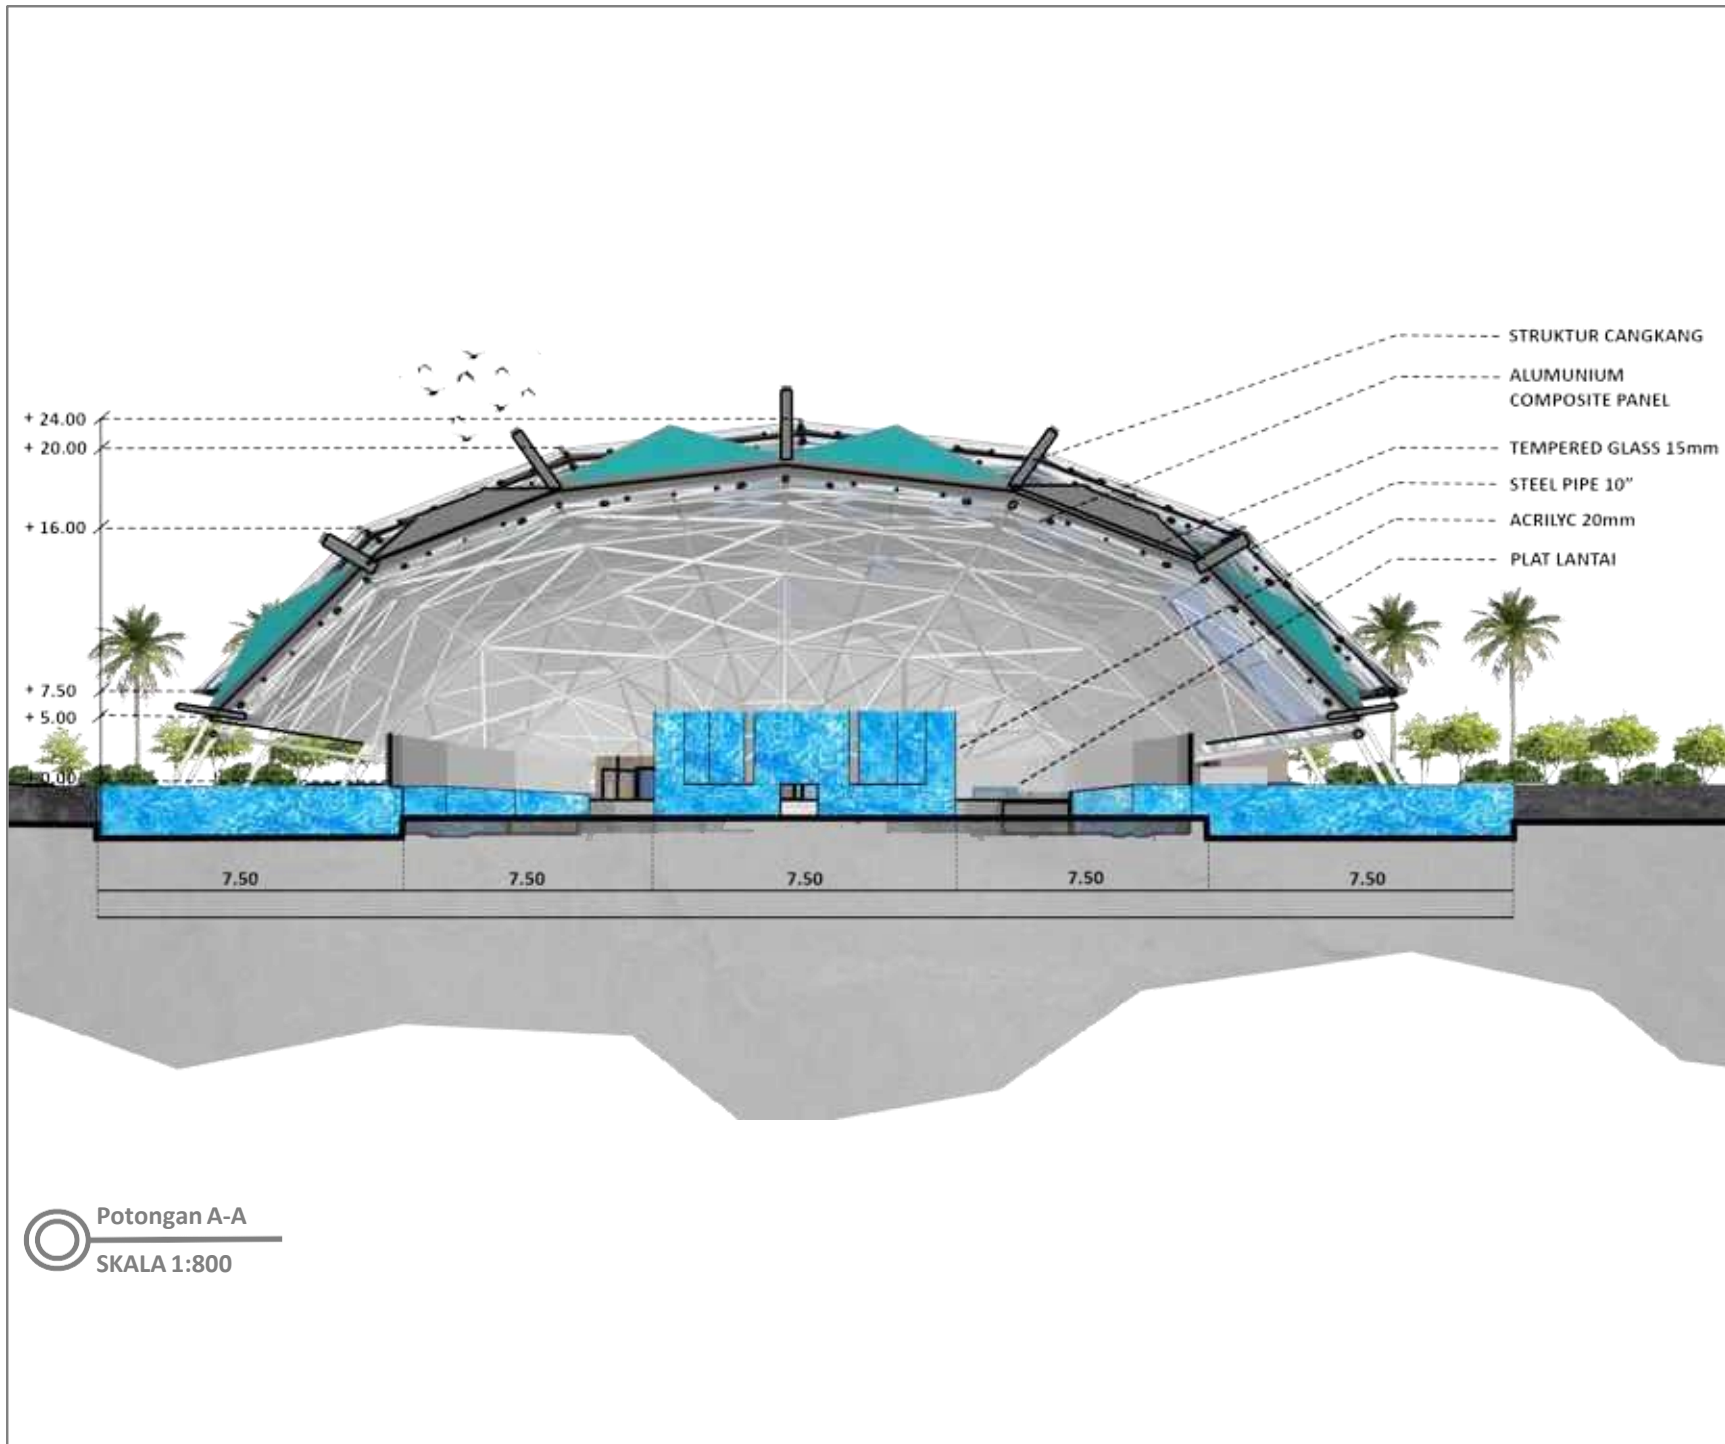 STRUKTUR CANGKANG
ALUMUNIUM
COMPOSITE PANEL
+ 24.00
+ 20.00
TEMPERED GLASS 15mm
STEEL PIPE 10"
+ 16.00
ACRILYC 20mm
PLAT LANTAI
+ 7.50
+ 5.00
0.00
7.50 7.50 7.50 7.50 7.50
Potongan A-A
SKALA 1:800